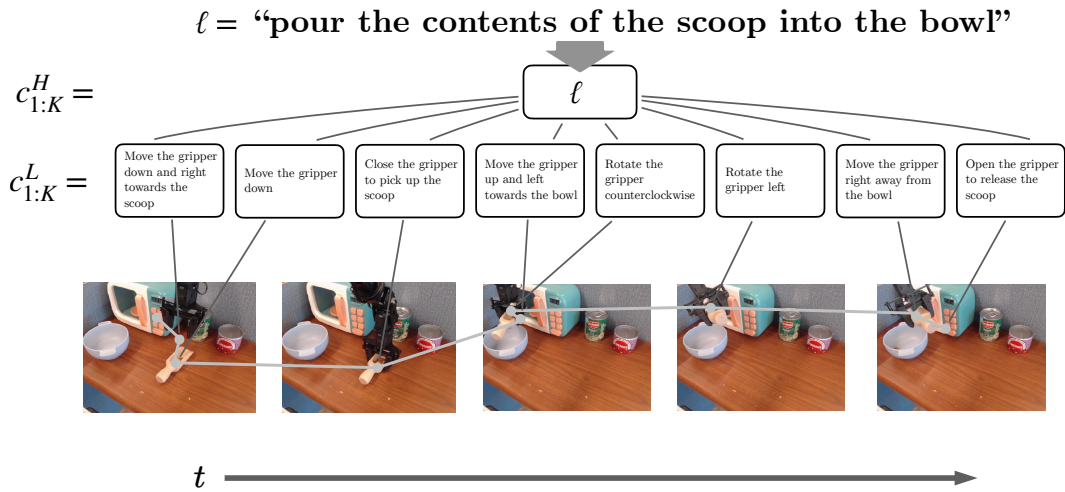 ℓ = “pour the contents of the scoop into the bowl”
c^H_{1:K} =
ℓ
c^L_{1:K} =
Move the gripper
down and right
towards the
scoop
Move the gripper
down
Close the gripper
to pick up the
scoop
Move the gripper
up and left
towards the bowl
Rotate the
gripper
counterclockwise
Rotate the
gripper left
Move the gripper
right away from
the bowl
Open the gripper
to release the
scoop
t